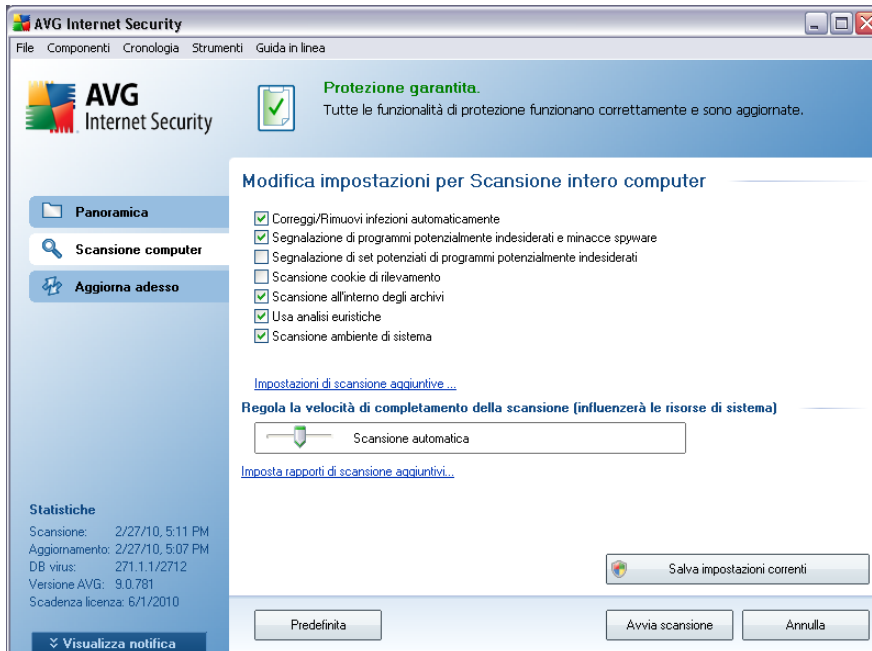 AVG Internet Security
File Componenti Cronologia Strumenti Guida in linea
AVG
Internet Security
Protezione garantita.
Tutte le funzionalità di protezione funzionano correttamente e sono aggiornate.
Panoramica
Scansione computer
Aggiorna adesso
Modifica impostazioni per Scansione intero computer
Correggi/Rimuovi infezioni automaticamente
Segnalazione di programmi potenzialmente indesiderati e minacce spyware
Segnalazione di set potenziati di programmi potenzialmente indesiderati
Scansione cookie di rilevamento
Scansione all'interno degli archivi
Usa analisi euristiche
Scansione ambiente di sistema
Impostazioni di scansione aggiuntive ...
Regola la velocità di completamento della scansione (influenzerà le risorse di sistema)
Scansione automatica
Imposta rapporti di scansione aggiuntivi...
Statistiche
Scansione: 2/27/10, 5:11 PM
Aggiornamento: 2/27/10, 5:07 PM
DB virus: 271.1.1/2712
Versione AVG: 9.0.781
Scadenza licenza: 6/1/2010
Visualizza notifica
Salva impostazioni correnti
Predefinita
Avvia scansione
Annulla